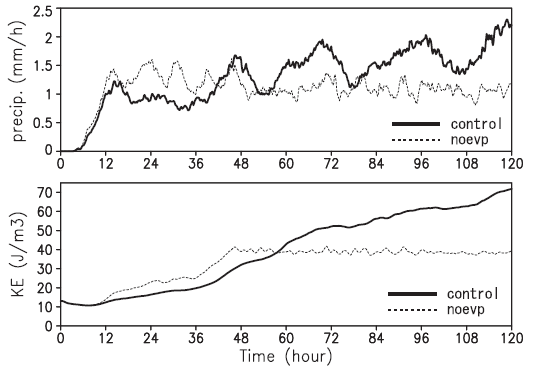 2.5
2
1.5
1
0.5
0
precip. (mm/h)
control
noevp
0 12 24 36 48 60 72 84 96 108 120
70
60
50
40
30
20
10
0
KE (J/m3)
control
noevp
0 12 24 36 48 60 72 84 96 108 120
Time (hour)